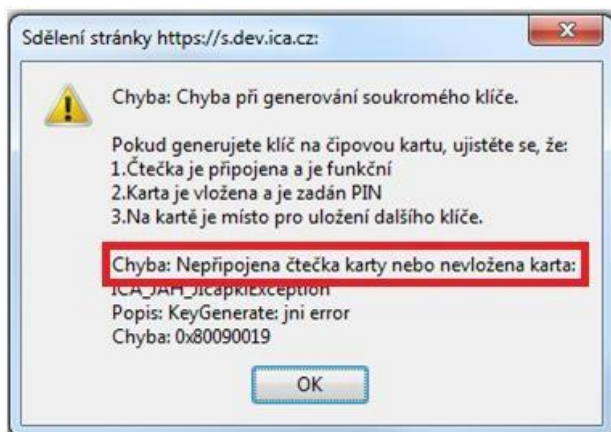 Sdělení stránky https://s.dev.ica.cz:
Chyba: Chyba při generování soukromého klíče.
Pokud generujete klíč na čipovou kartu, ujistěte se, že:
1.Čtečka je připojena a je funkční
2.Karta je vložena a je zadán PIN
3.Na kartě je místo pro uložení dalšího klíče.
Chyba: Nepřipojena čtečka karty nebo nevložena karta:
ICA_JAH_JIcapkiException
Popis: KeyGenerate: jni error
Chyba: 0x80090019
OK